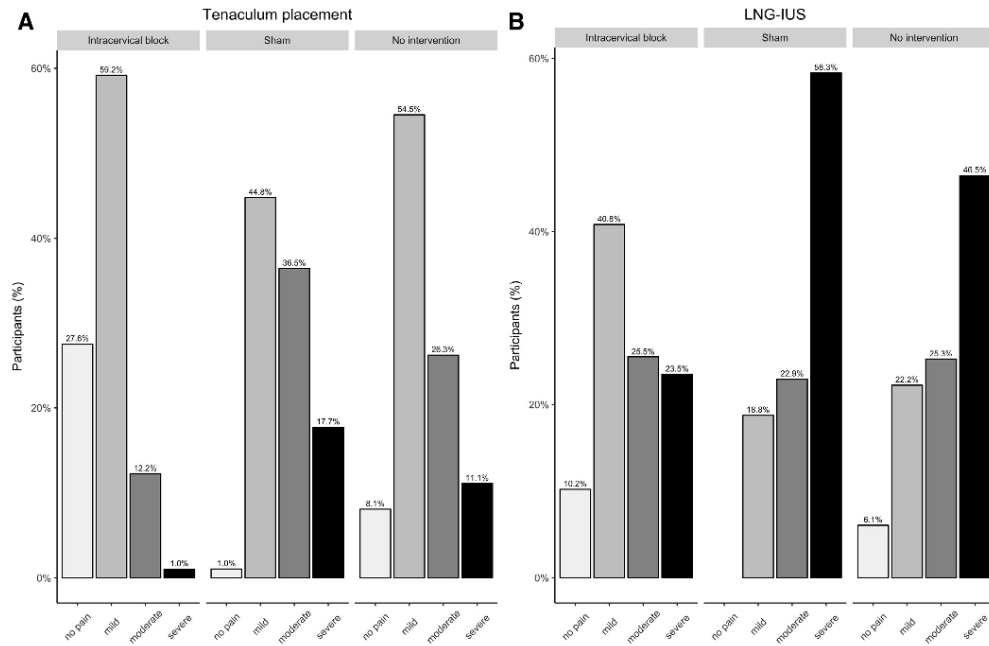 A
Tenaculum placement
Intracervical block
Sham
No intervention
Participants (%)
60%
40%
20%
0%
27.6%
59.2%
12.2%
1.0%
1.0%
44.8%
36.5%
17.7%
8.1%
54.5%
26.3%
11.1%
no pain
mild
moderate
severe
no pain
mild
moderate
severe
no pain
mild
moderate
severe
B
LNG-IUS
Intracervical block
Sham
No intervention
Participants (%)
60%
40%
20%
0%
10.2%
40.8%
25.5%
23.5%
18.8%
22.9%
58.3%
6.1%
22.2%
25.3%
46.5%
no pain
mild
moderate
severe
no pain
mild
moderate
severe
no pain
mild
moderate
severe